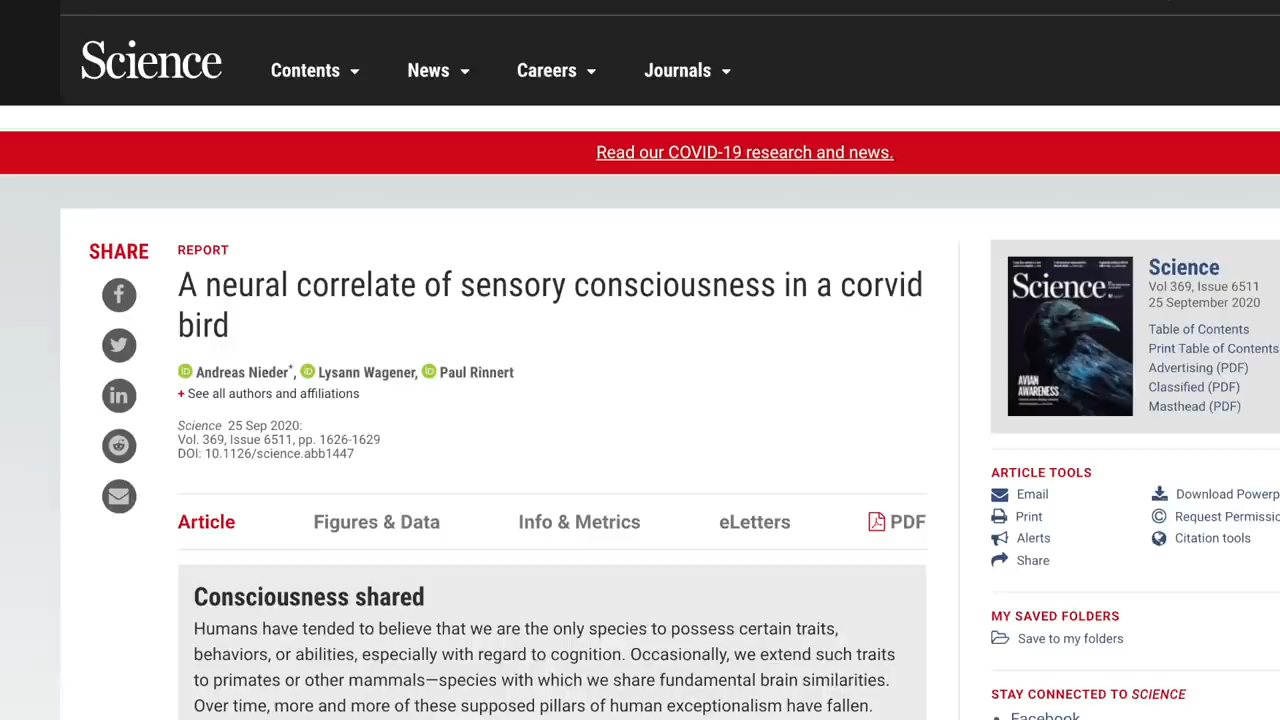 Science
Contents
News
Careers
Journals
Read our COVID-19 research and news.
SHARE
REPORT
A neural correlate of sensory consciousness in a corvid
bird
Andreas Nieder*, Lysann Wagener, Paul Rinnert
+ See all authors and affiliations
Science 25 Sep 2020:
Vol. 369, Issue 6511, pp. 1626-1629
DOI: 10.1126/science.abb1447
Article
Figures & Data
Info & Metrics
eLetters
PDF
Consciousness shared
Humans have tended to believe that we are the only species to possess certain traits,
behaviors, or abilities, especially with regard to cognition. Occasionally, we extend such traits
to primates or other mammals—species with which we share fundamental brain similarities.
Over time, more and more of these supposed pillars of human exceptionalism have fallen.
Science
AVIAN
AWARENESS
Science
Vol 369, Issue 6511
25 September 2020
Table of Contents
Print Table of Contents
Advertising (PDF)
Classified (PDF)
Masthead (PDF)
ARTICLE TOOLS
Email
Download Powerp
Print
Request Permissio
Alerts
Citation tools
Share
MY SAVED FOLDERS
Save to my folders
STAY CONNECTED TO SCIENCE
Facebook